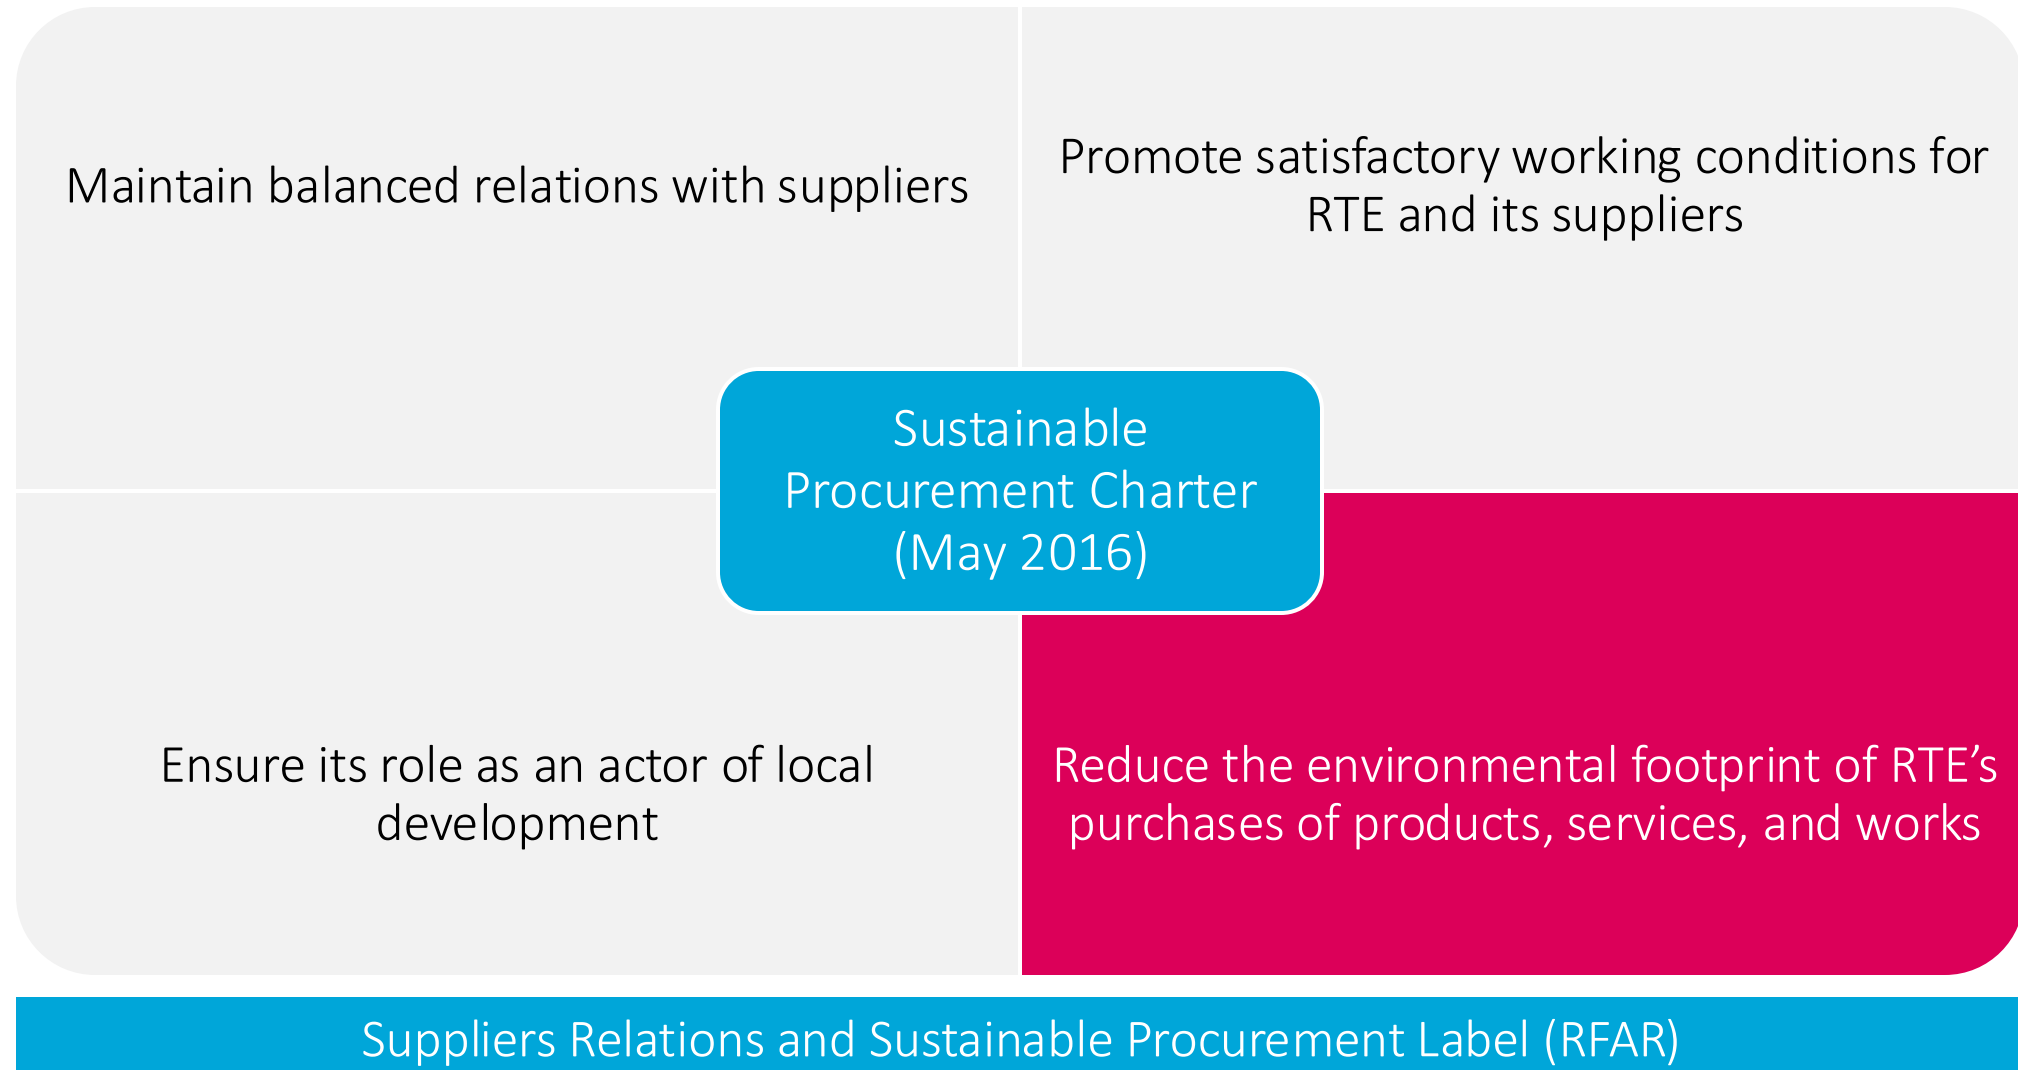 Maintain balanced relations with suppliers
Promote satisfactory working conditions for
RTE and its suppliers
Sustainable
Procurement Charter
(May 2016)
Ensure its role as an actor of local
development
Reduce the environmental footprint of RTE’s
purchases of products, services, and works
Suppliers Relations and Sustainable Procurement Label (RFAR)